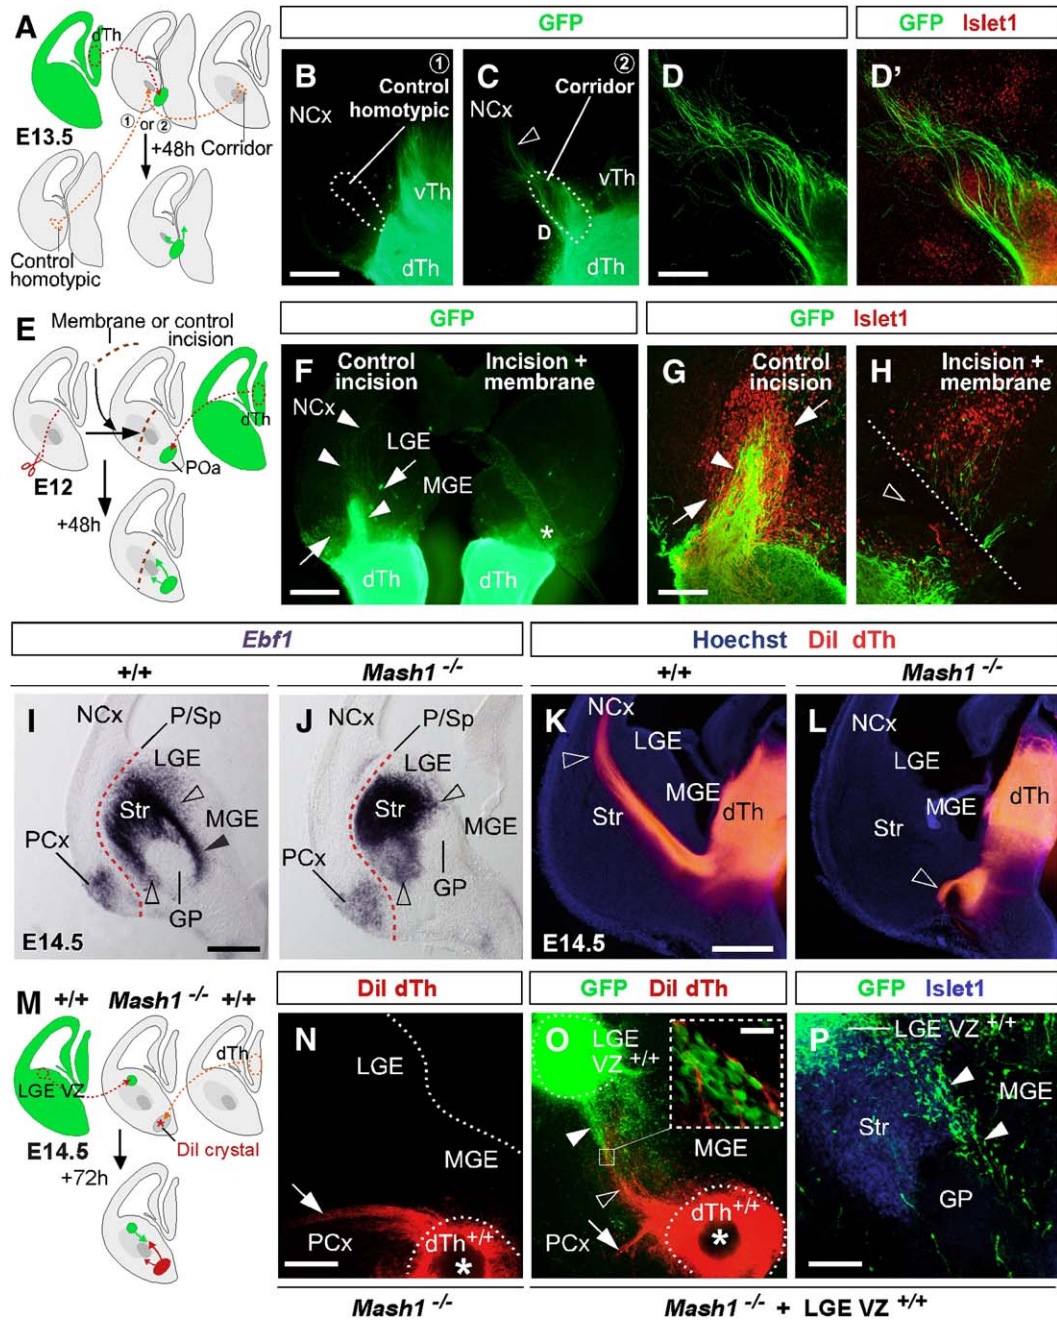 A
dTh
E13.5
① or ②
+48h
Corridor
Control
homotypic
GFP
GFP Islet1
B
①
Control
homotypic
NCx
vTh
dTh
C
②
Corridor
NCx
vTh
D
dTh
D
D’
E
Membrane or control
incision
dTh
POa
E12
+48h
GFP
GFP Islet1
F
Control
incision
Incision +
membrane
NCx
LGE
MGE
*
dTh
dTh
G
Control
incision
H
Incision +
membrane
Ebf1
Hoechst DiI dTh
+/+
Mash1 -/-
+/+
Mash1 -/-
I
NCx
P/Sp
LGE
Str
MGE
PCx
GP
E14.5
J
NCx
P/Sp
LGE
MGE
PCx
GP
K
NCx
LGE
MGE
Str
dTh
E14.5
L
NCx
LGE
MGE
dTh
Str
M
+/+
Mash1 -/-
+/+
dTh
LGE VZ
*
E14.5
DiI crystal
+72h
DiI dTh
GFP DiI dTh
GFP Islet1
N
LGE
MGE
PCx
dTh+/+
*
O
LGE
VZ +/+
MGE
dTh+/+
PCx
*
P
LGE VZ +/+
MGE
Str
GP
Mash1 -/-
Mash1 -/- + LGE VZ +/+